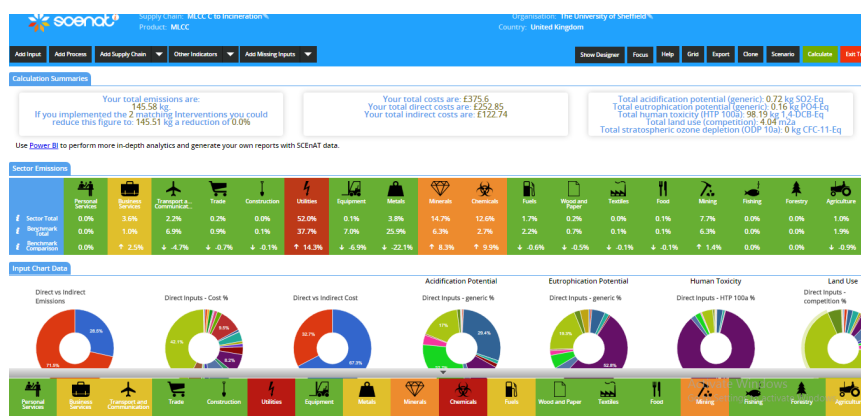 scenat
Supply Chain: MLCC C to Incineration
Product: MLCC
Organisation: The University of Sheffield
Country: United Kingdom
Add Input Add Process Add Supply Chain Other Indicators Add Missing Inputs Show Designer Focus Help Grid Export Clone Scenario Calculate Exit T
Calculation Summaries
Your total emissions are:
145.58 kg.
If you implemented the 2 matching Interventions you could
reduce this figure to: 145.51 kg a reduction of 0.0%
Your total costs are: £375.6
Your total direct costs are: £252.85
Your total indirect costs are: £122.74
Total acidification potential (generic): 0.72 kg SO2-Eq
Total eutrophication potential (generic): 0.16 kg PO4-Eq
Total human toxicity (HTP 100a): 98.19 kg 1,4-DCB-Eq
Total land use (competition): 4.04 m2a
Total stratospheric ozone depletion (ODP 10a): 0 kg CFC-11-Eq
Use Power BI to perform more in-depth analytics and generate your own reports with SCEnAT data.
Sector Emissions
Personal Services Business Services Transport a... Communicat... Trade Construction Utilities Equipment Metals Minerals Chemicals Fuels Wood and Paper Textiles Food Mining Fishing Forestry Agriculture
Sector Total 0.0% 3.6% 2.2% 0.2% 0.0% 52.0% 0.1% 3.8% 14.7% 12.6% 1.7% 0.2% 0.0% 0.1% 7.7% 0.0% 0.0% 1.0%
Benchmark Total 0.0% 1.0% 6.9% 0.9% 0.1% 37.7% 7.0% 25.9% 6.3% 2.7% 2.2% 0.7% 0.1% 0.1% 6.3% 0.0% 0.0% 1.9%
Benchmark Comparison 0.0% ↑ 2.5% ↓ -4.7% ↓ -0.7% ↓ -0.1% ↑ 14.3% ↓ -6.9% ↓ -22.1% ↑ 8.3% ↑ 9.9% ↓ -0.6% ↓ -0.5% ↓ -0.1% ↓ -0.1% ↑ 1.4% 0.0% 0.0% ↓ -0.9%
Input Chart Data
Acidification Potential Eutrophication Potential Human Toxicity Land Use
Direct vs Indirect Emissions
Direct Inputs - Cost %
Direct vs Indirect Cost
Direct Inputs - generic %
Direct Inputs - generic %
Direct Inputs - HTP 100a %
Direct Inputs - competition %
42.1%
32.7%
17%
Personal Services Business Services Transport and Communication Trade Construction Utilities Equipment Metals Minerals Chemicals Fuels Wood and Paper Textiles Food Mining Fishing Forestry Agricultur